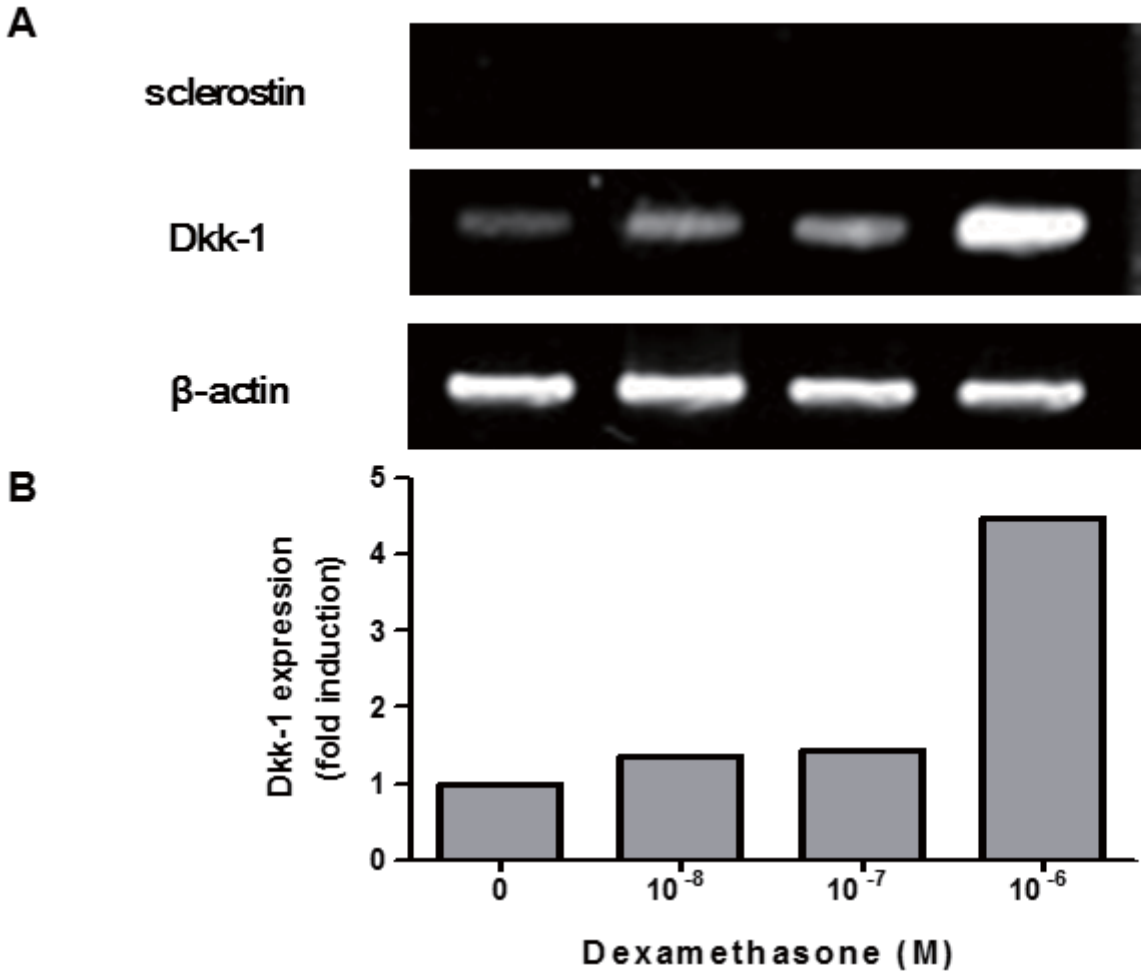 A
sclerostin
Dkk-1
β-actin
B
Dkk-1 expression
(fold induction)
5
4
3
2
1
0
0 10⁻⁸ 10⁻⁷ 10⁻⁶
Dexamethasone (M)